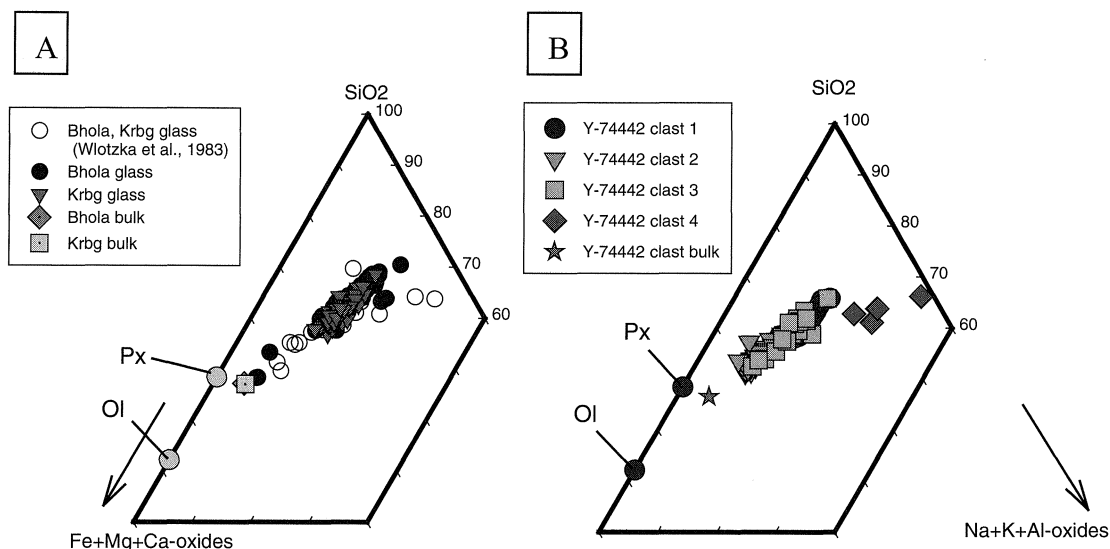 A
SiO2
100
90
80
70
60
Bhola, Krbg glass
(Wlotzka et al., 1983)
Bhola glass
Krbg glass
Bhola bulk
Krbg bulk
Px
Ol
Fe+Mg+Ca-oxides
B
SiO2
100
90
80
70
60
Y-74442 clast 1
Y-74442 clast 2
Y-74442 clast 3
Y-74442 clast 4
Y-74442 clast bulk
Px
Ol
Na+K+Al-oxides